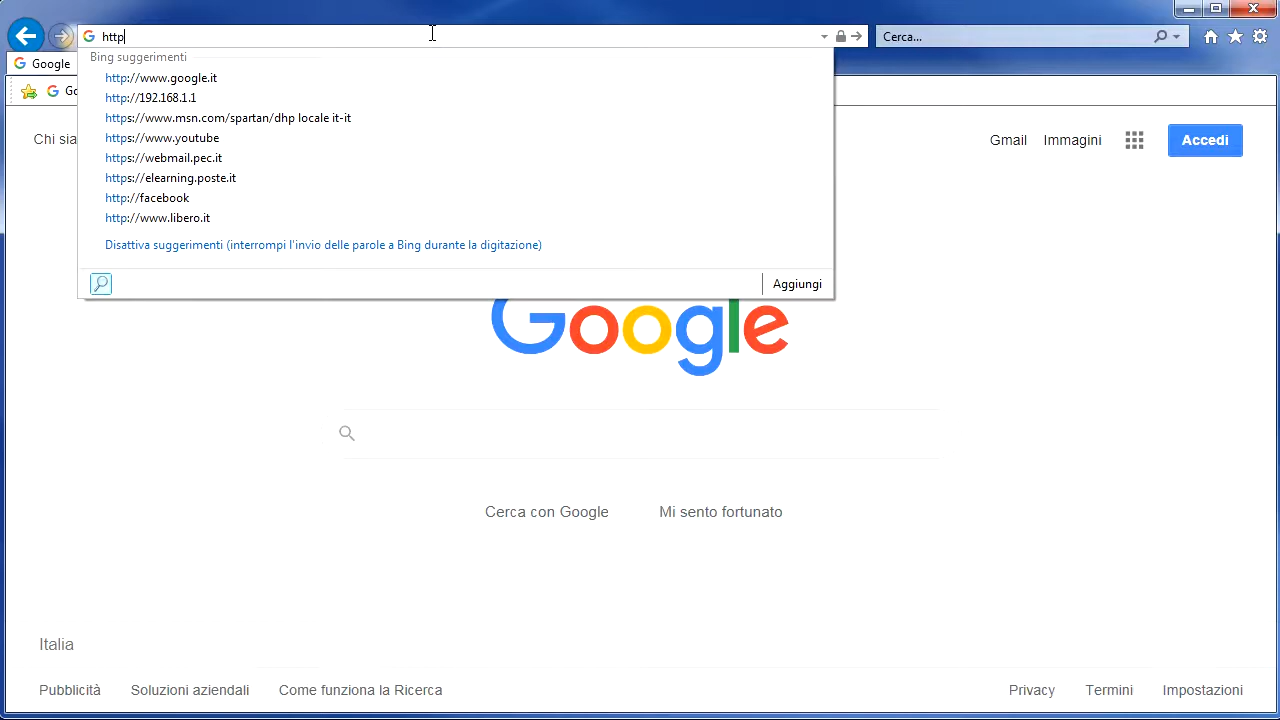 http
Cerca...
Google
Bing suggerimenti
http://www.google.it
http://192.168.1.1
https://www.msn.com/spartan/dhp locale it-it
https://www.youtube
https://webmail.pec.it
https://elearning.poste.it
http://facebook
http://www.libero.it
Disattiva suggerimenti (interrompi l'invio delle parole a Bing durante la digitazione)
Aggiungi
Chi sia
Gmail Immagini Accedi
Google
Cerca con Google Mi sento fortunato
Italia
Pubblicità Soluzioni aziendali Come funziona la Ricerca Privacy Termini Impostazioni